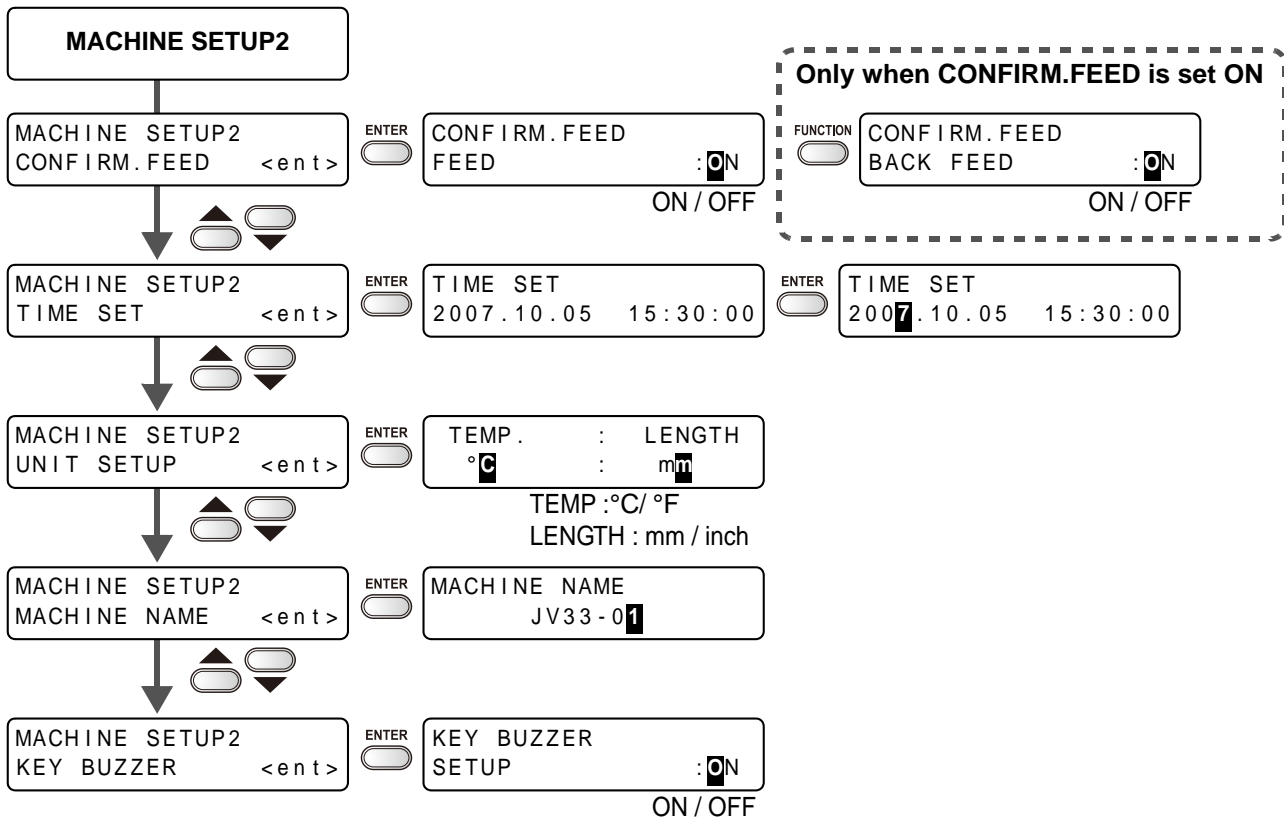 MACHINE SETUP2
Only when CONFIRM.FEED is set ON
MACHINE SETUP2
CONFIRM.FEED <ent>
ENTER
CONFIRM.FEED
FEED :ON
ON / OFF
FUNCTION
CONFIRM.FEED
BACK FEED :ON
ON / OFF
MACHINE SETUP2
TIME SET <ent>
ENTER
TIME SET
2007.10.05 15:30:00
ENTER
TIME SET
2007.10.05 15:30:00
MACHINE SETUP2
UNIT SETUP <ent>
ENTER
TEMP. : LENGTH
°C : mm
TEMP :°C/ °F
LENGTH : mm / inch
MACHINE SETUP2
MACHINE NAME <ent>
ENTER
MACHINE NAME
JV33-01
MACHINE SETUP2
KEY BUZZER <ent>
ENTER
KEY BUZZER
SETUP :ON
ON / OFF